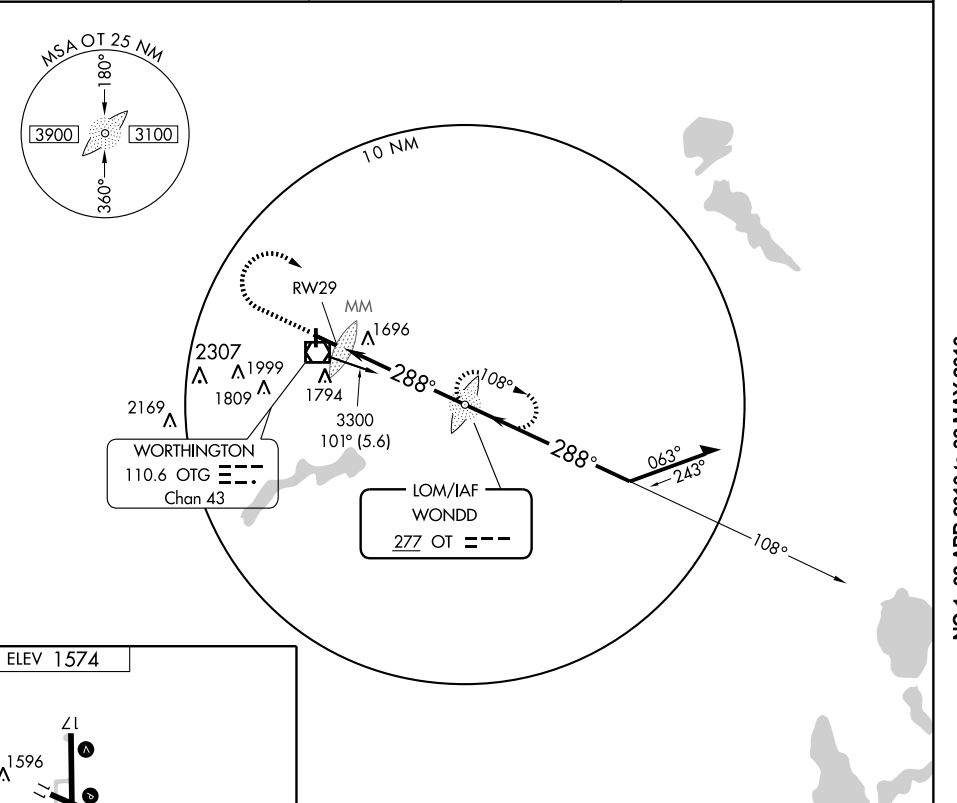 MSA OT 25 NM
180°
3900
3100
360°
10 NM
RW29
MM
1696
2307
1999
1809
1794
2169
288°
108°
3300
101° (5.6)
WORTHINGTON
110.6 OTG
Chan 43
288°
063°
243°
LOM/IAF
WONDD
277 OT
108°
ELEV 1574
17
1596
11
V
P